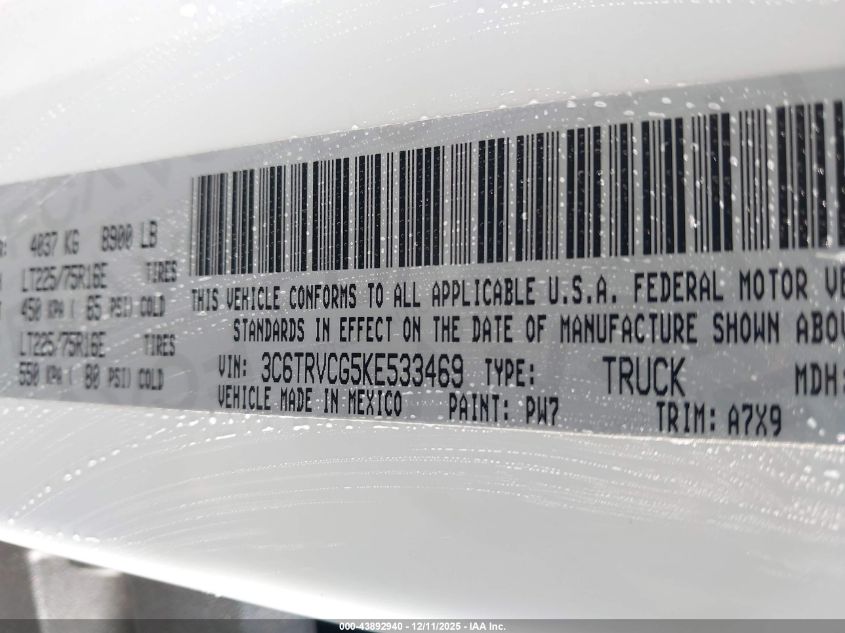 4037 KG 8900 LB
LT225/75R16E TIRES
450 KPA ( 65 PSI) COLD
LT225/75R16E TIRES
550 KPA ( 80 PSI) COLD
THIS VEHICLE CONFORMS TO ALL APPLICABLE U.S.A. FEDERAL MOTOR VE
STANDARDS IN EFFECT ON THE DATE OF MANUFACTURE SHOWN ABOV
VIN: 3C6TRVCG5KE533469 TYPE: TRUCK MDH:
VEHICLE MADE IN MEXICO PAINT: PW7 TRIM: A7X9
000-43892940 - 12/11/2025 - IAA Inc.